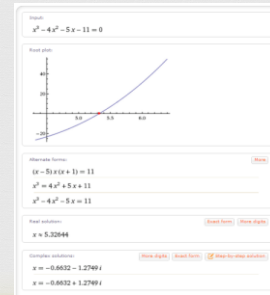 Input:
x³ − 4x² − 5x − 11 = 0
Root plot:
40
20
5.0
5.5
6.0
−20
Alternate forms:
More
(x − 5) x (x + 1) = 11
x³ = 4x² + 5x + 11
x³ − 4x² − 5x = 11
Real solution:
Exact form
More digits
x ≈ 5.32644
Complex solutions:
More digits
Exact form
Step-by-step solution
x ≈ −0.6632 − 1.2749 i
x ≈ −0.6632 + 1.2749 i